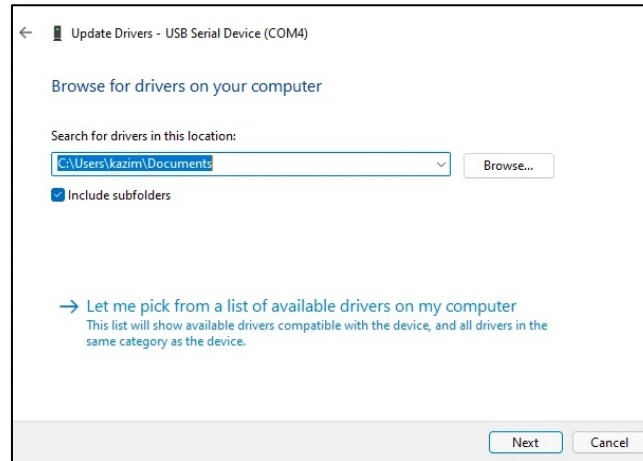 Update Drivers - USB Serial Device (COM4)
Browse for drivers on your computer
Search for drivers in this location:
C:\Users\kazim\Documents
Browse...
Include subfolders
Let me pick from a list of available drivers on my computer
This list will show available drivers compatible with the device, and all drivers in the
same category as the device.
Next
Cancel